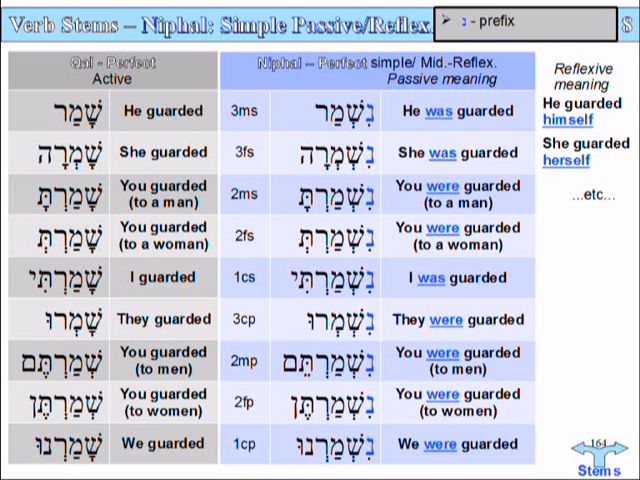 Verb Stems – Niphal: Simple Passive/Reflex.
➢ נ - prefix
8
Qal - Perfect
Active
Niphal – Perfect simple/ Mid.-Reflex.
Passive meaning
Reflexive
meaning
שָׁמַר He guarded 3ms נִשְׁמַר He was guarded
He guarded
himself
שָׁמְרָה She guarded 3fs נִשְׁמְרָה She was guarded
She guarded
herself
שָׁמַרְתָּ You guarded
(to a man)
2ms נִשְׁמַרְתָּ You were guarded
(to a man)
...etc...
שָׁמַרְתְּ You guarded
(to a woman)
2fs נִשְׁמַרְתְּ You were guarded
(to a woman)
שָׁמַרְתִּי I guarded 1cs נִשְׁמַרְתִּי I was guarded
שָׁמְרוּ They guarded 3cp נִשְׁמְרוּ They were guarded
שְׁמַרְתֶּם You guarded
(to men)
2mp נִשְׁמַרְתֵּם You were guarded
(to men)
שְׁמַרְתֶּן You guarded
(to women)
2fp נִשְׁמַרְתֶּן You were guarded
(to women)
שָׁמַרְנוּ We guarded 1cp נִשְׁמַרְנוּ We were guarded
164
Stems